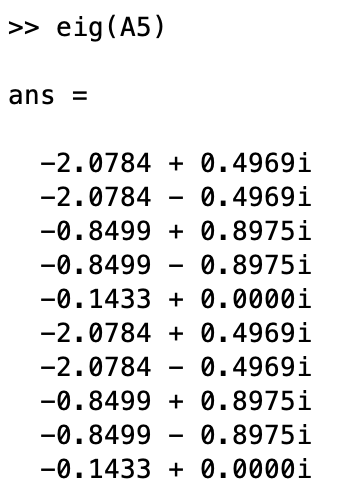 >> eig(A5)
ans =
-2.0784 + 0.4969i
-2.0784 - 0.4969i
-0.8499 + 0.8975i
-0.8499 - 0.8975i
-0.1433 + 0.0000i
-2.0784 + 0.4969i
-2.0784 - 0.4969i
-0.8499 + 0.8975i
-0.8499 - 0.8975i
-0.1433 + 0.0000i